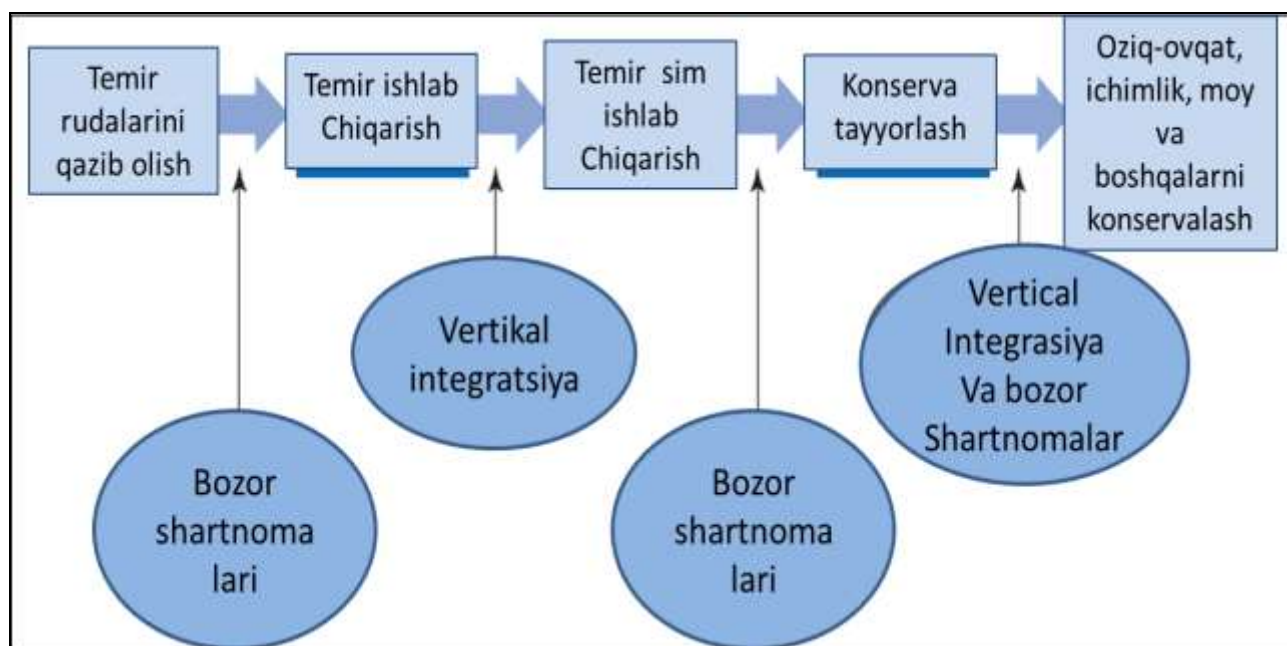 Temir
rudalarini
qazib olish
Temir ishlab
Chiqarish
Temir sim
ishlab
Chiqarish
Konserva
tayyorlash
Oziq-ovqat,
ichimlik, moy
va
boshqalarni
konservalash
Bozor
shartnoma
lari
Vertikal
integratsiya
Bozor
shartnoma
lari
Vertical
Integrasiya
Va bozor
Shartnomalar